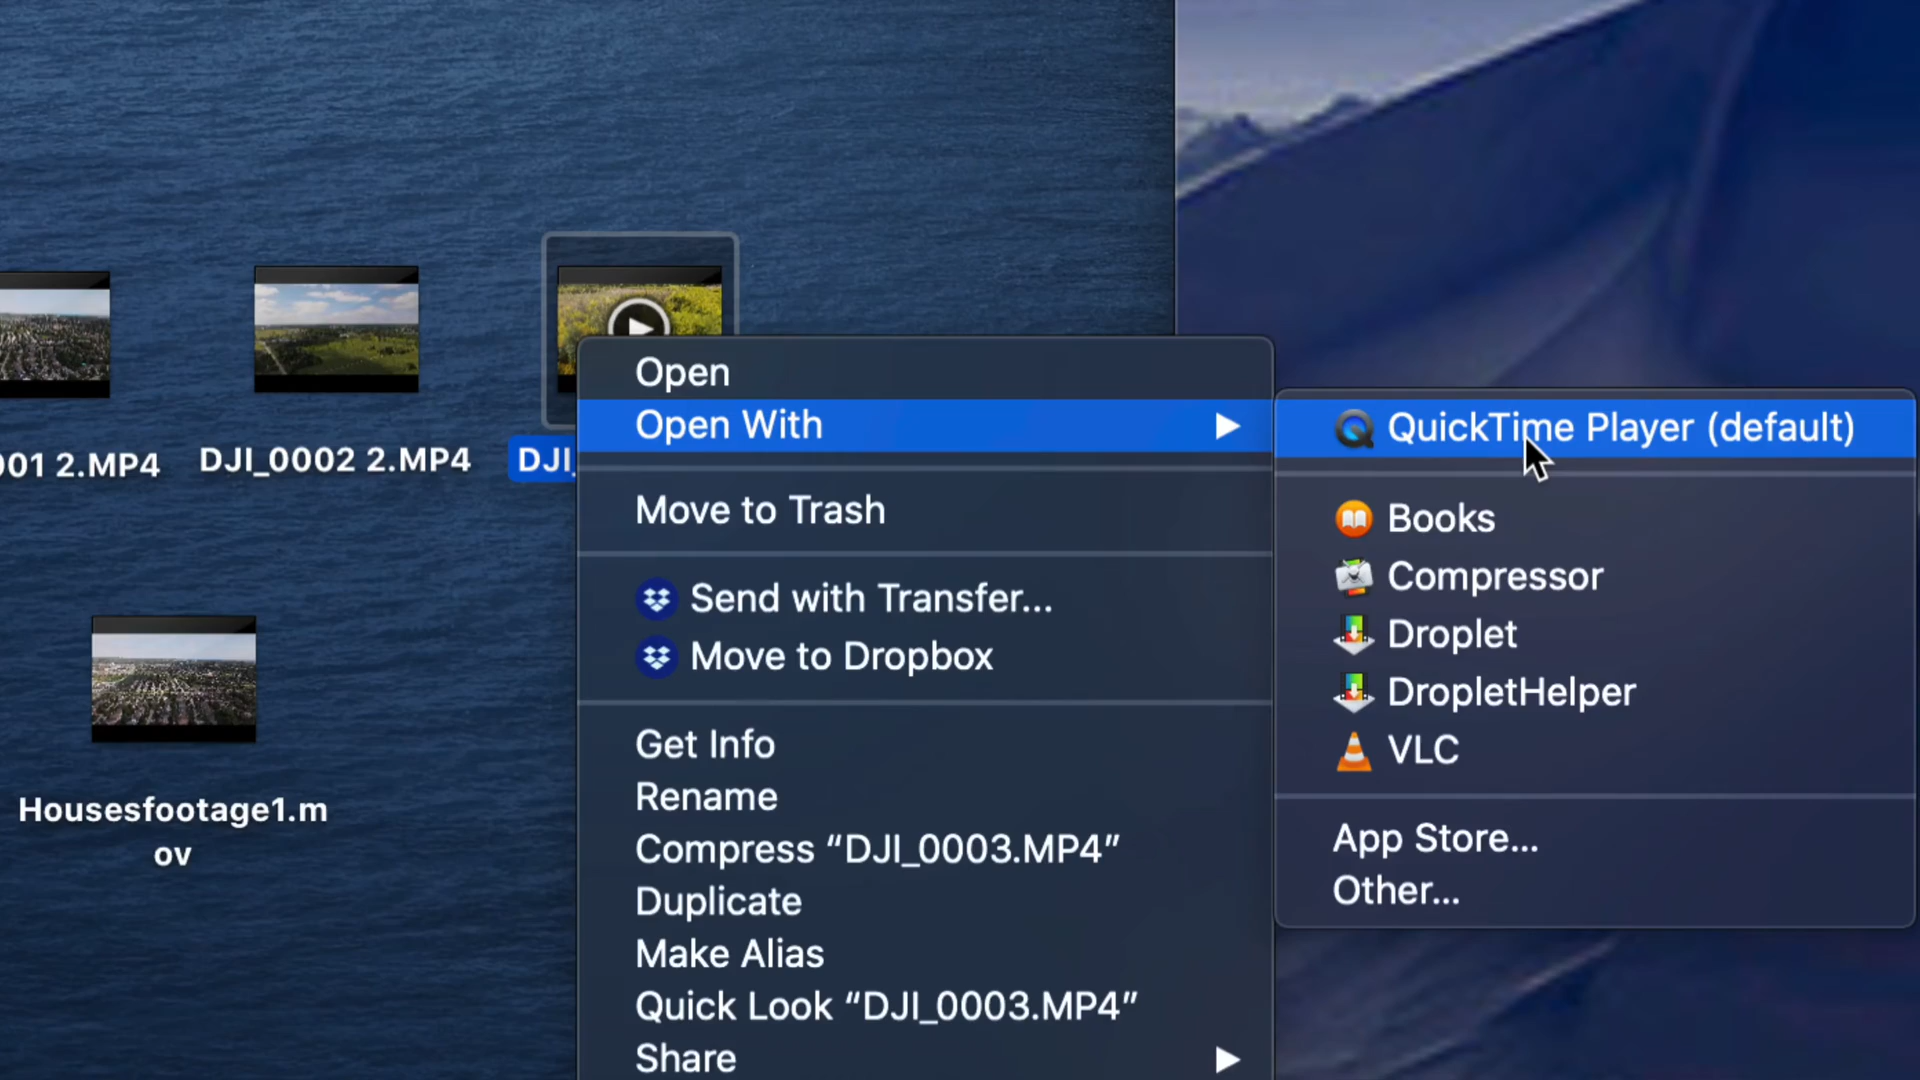 001 2.MP4
DJI_0002 2.MP4
DJI_
Housesfootage1.m
ov
Open
Open With
Move to Trash
Send with Transfer...
Move to Dropbox
Get Info
Rename
Compress “DJI_0003.MP4”
Duplicate
Make Alias
Quick Look “DJI_0003.MP4”
Share
QuickTime Player (default)
Books
Compressor
Droplet
DropletHelper
VLC
App Store...
Other...